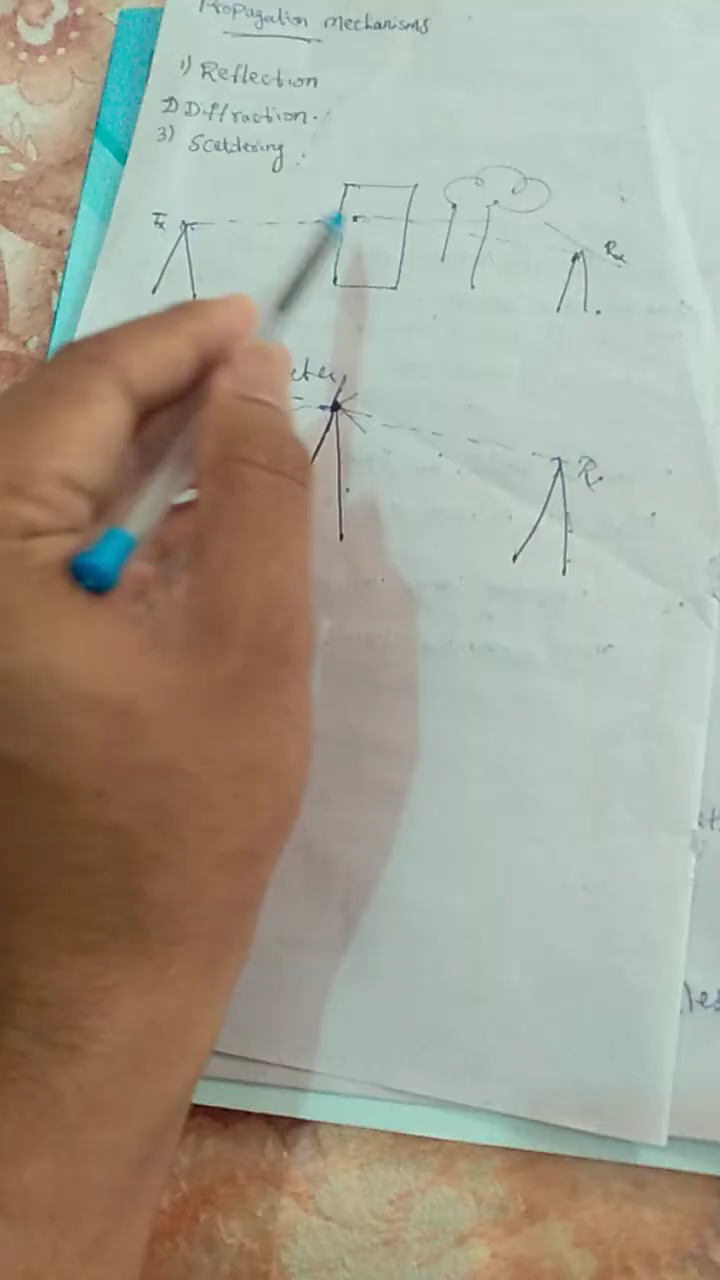 Propagation mechanisms
1) Reflection
2) Diffraction.
3) Scattering.
Tx
Rx
R